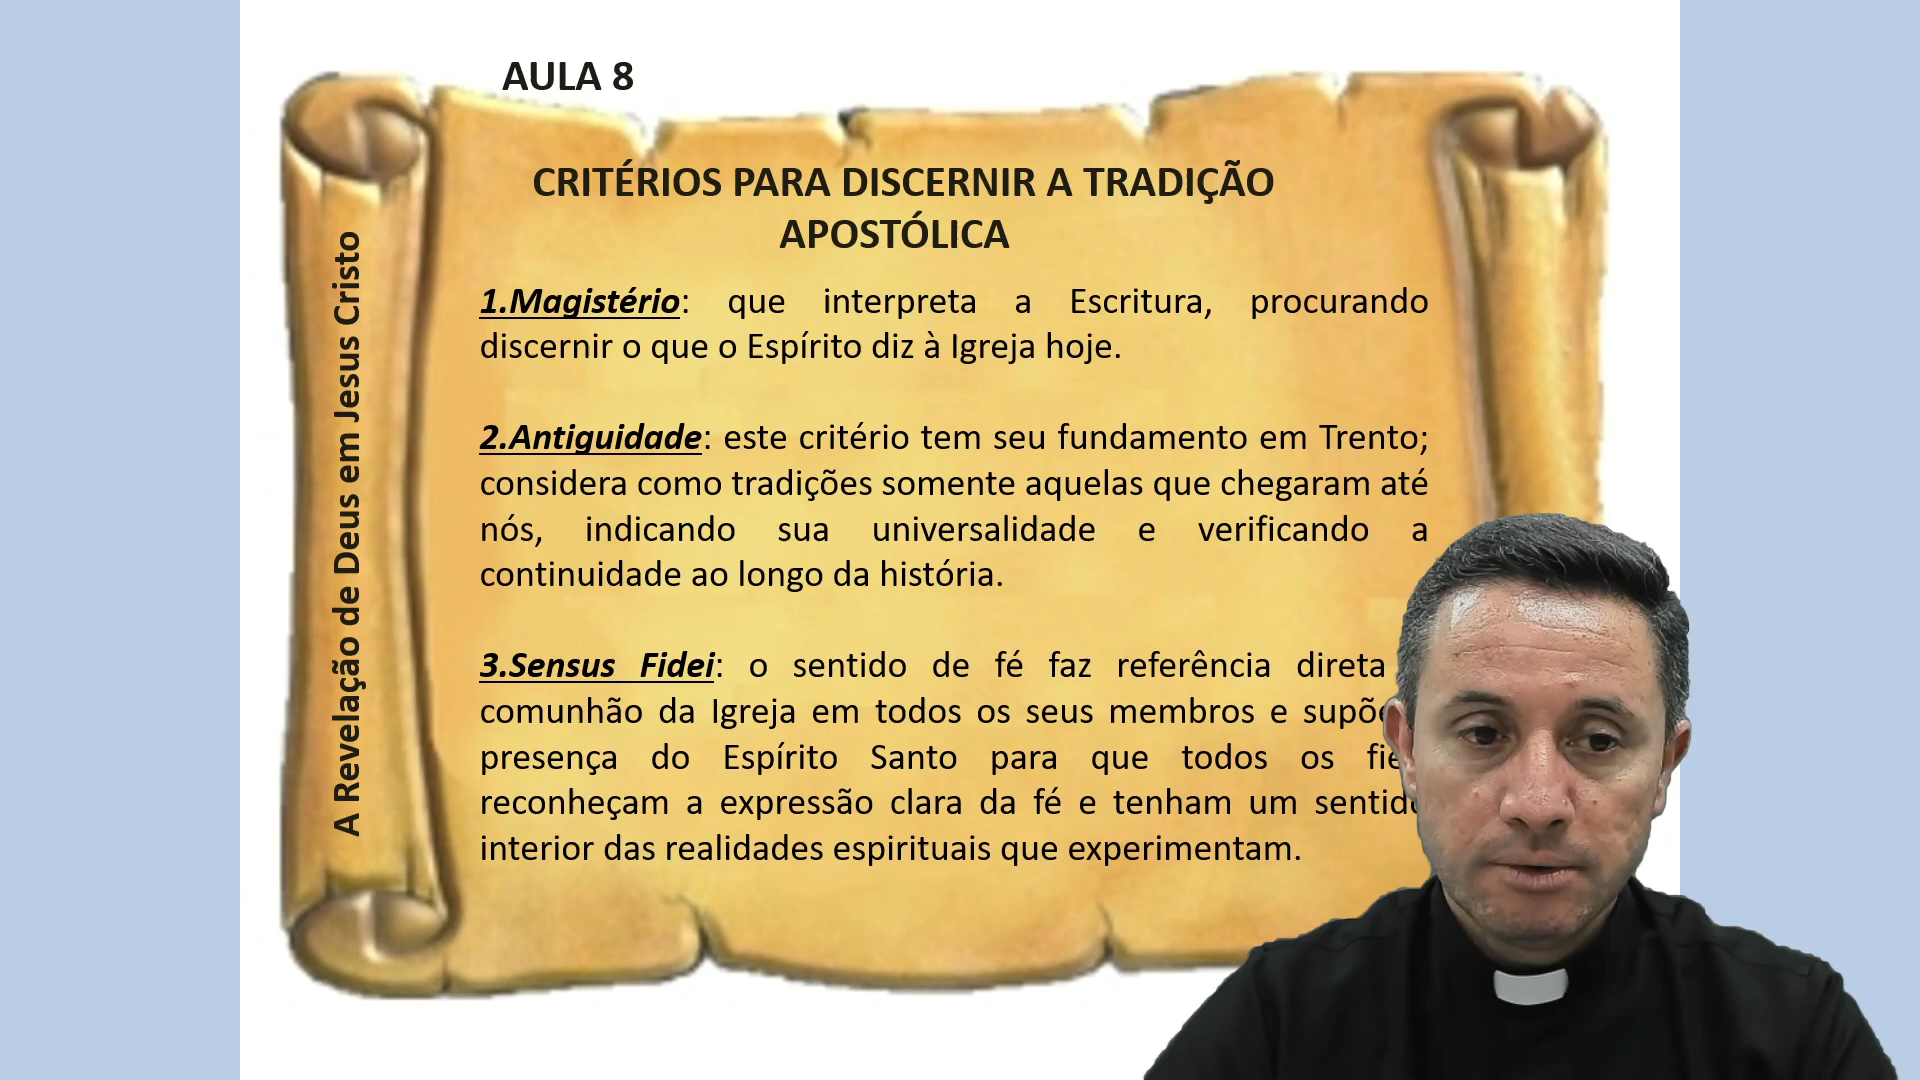 AULA 8
CRITÉRIOS PARA DISCERNIR A TRADIÇÃO
APOSTÓLICA
A Revelação de Deus em Jesus Cristo
1.Magistério: que interpreta a Escritura, procurando
discernir o que o Espírito diz à Igreja hoje.
2.Antiguidade: este critério tem seu fundamento em Trento;
considera como tradições somente aquelas que chegaram até
nós, indicando sua universalidade e verificando a
continuidade ao longo da história.
3.Sensus Fidei: o sentido de fé faz referência direta
comunhão da Igreja em todos os seus membros e
presença do Espírito Santo para que todos os
reconheçam a expressão clara da fé e tenham um sentido
interior das realidades espirituais que experimentam.